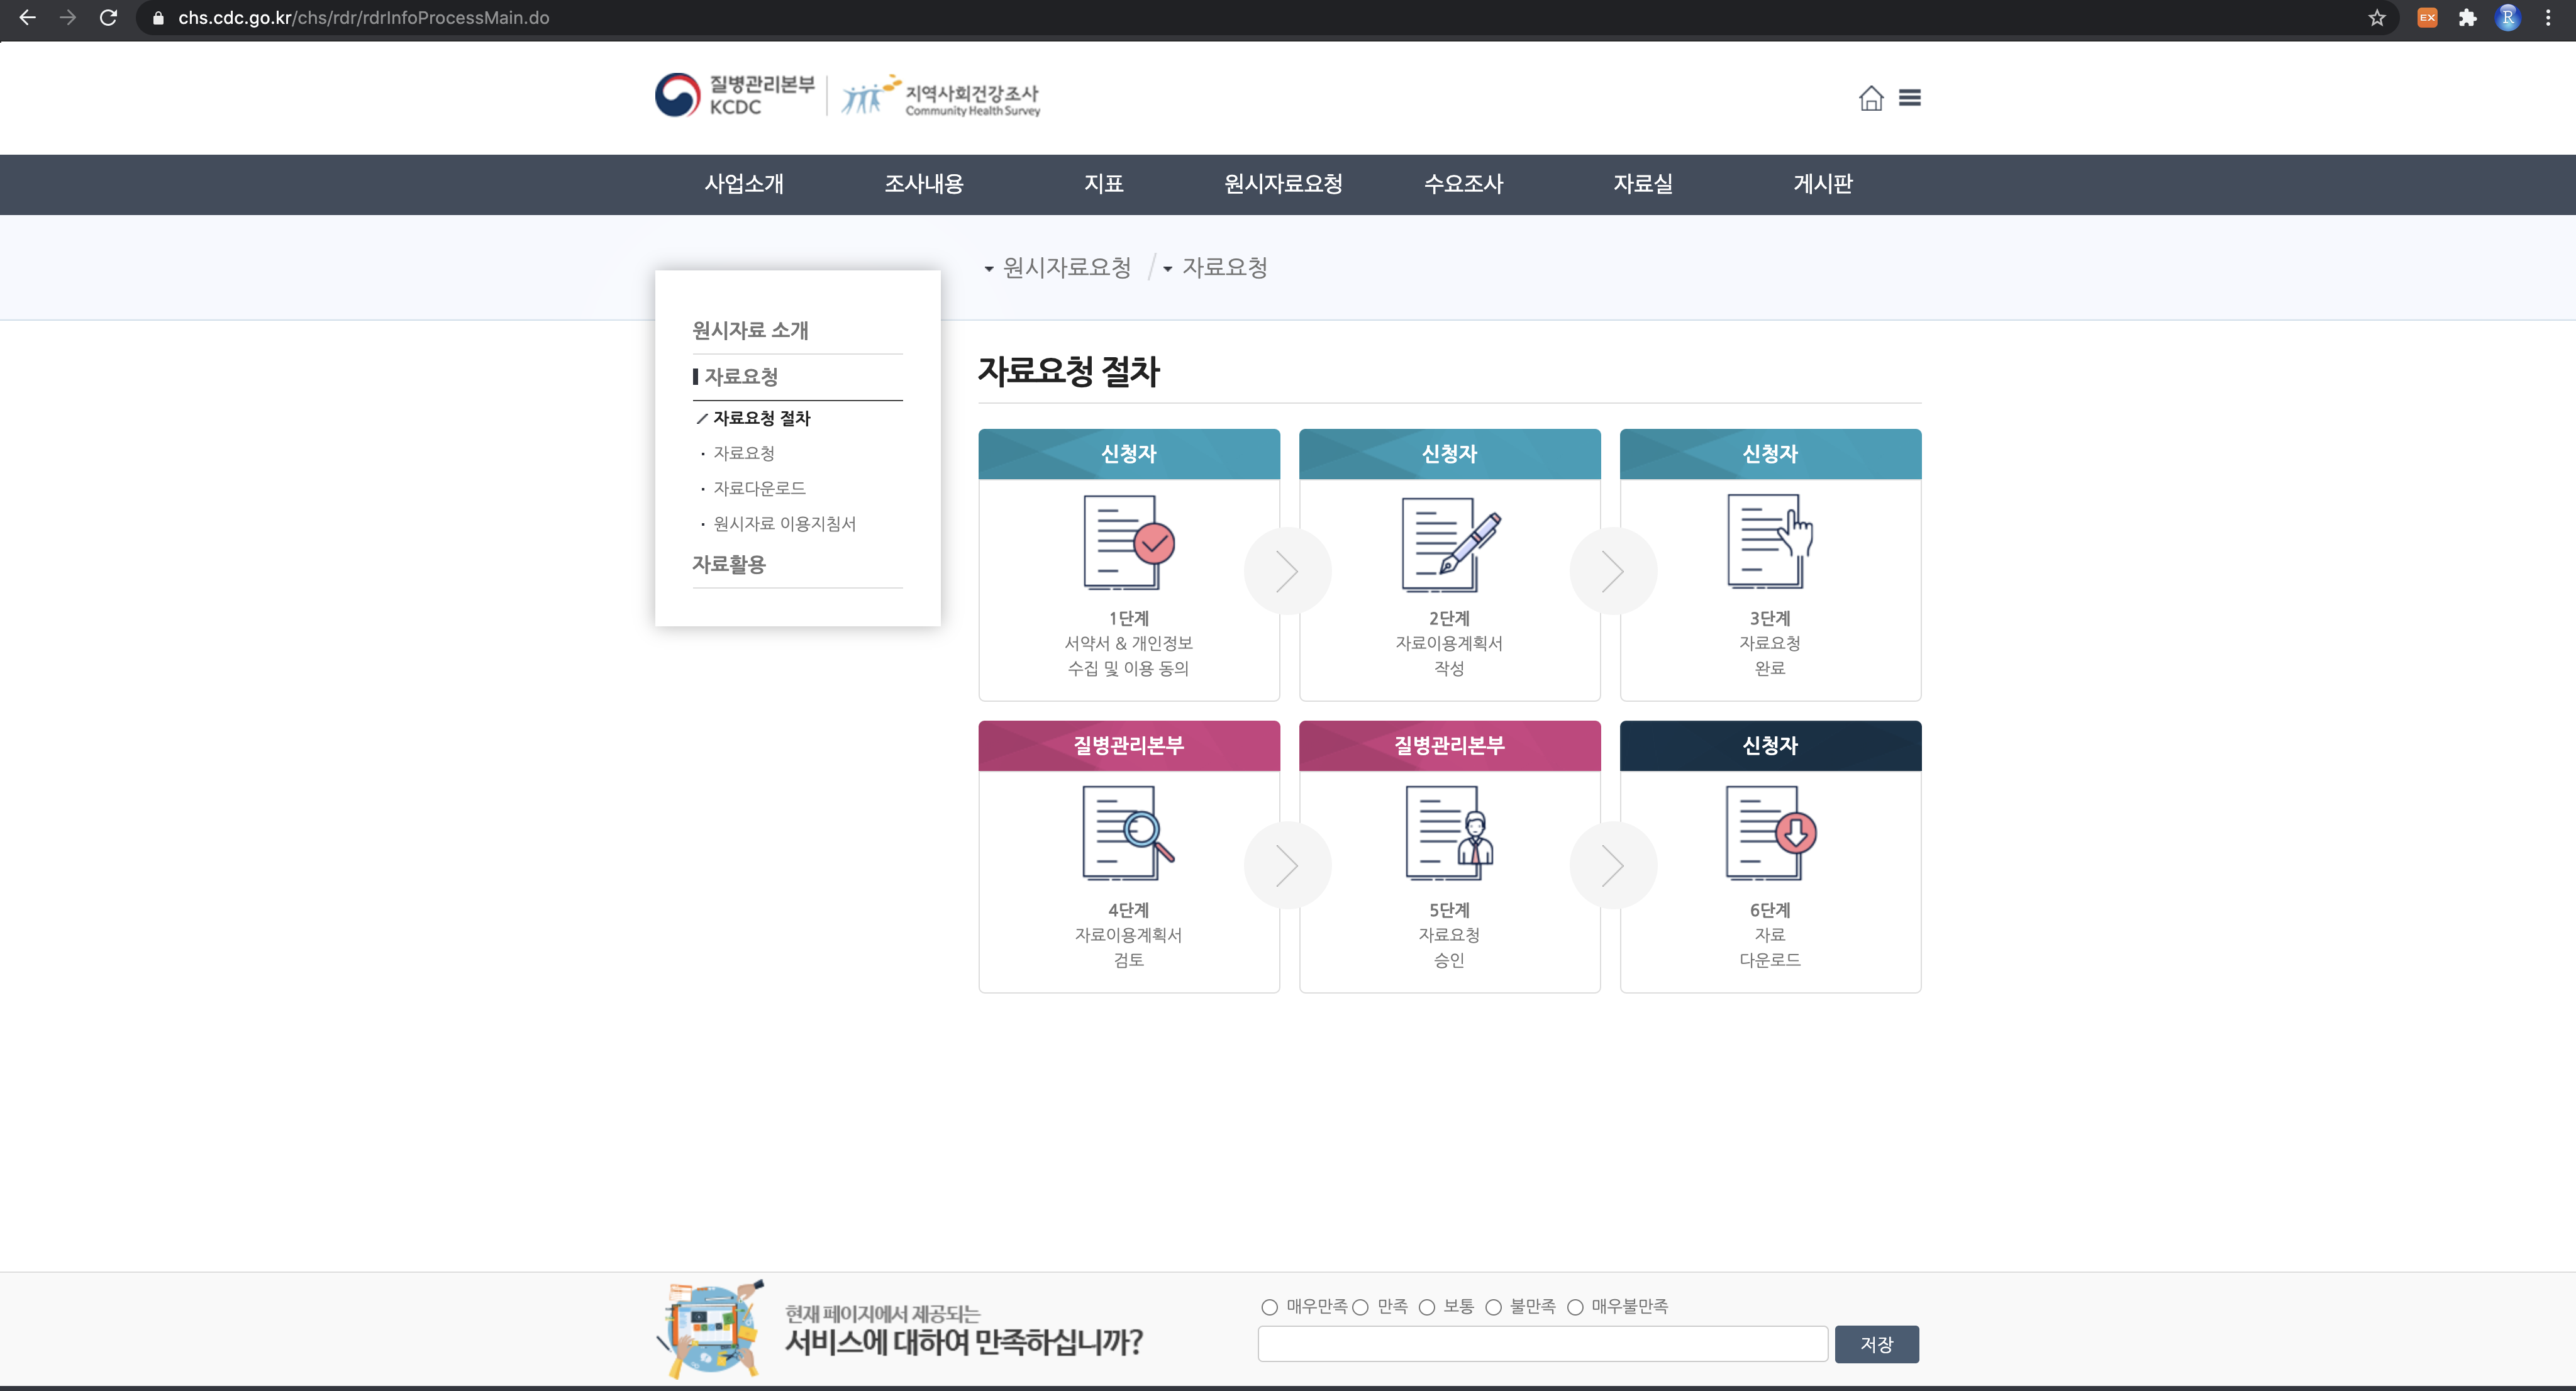 chs.cdc.go.kr/chs/rdr/rdrInfoProcessMain.do
EX
R
질병관리본부
KCDC
지역사회건강조사
Community Health Survey
사업소개 조사내용 지표 원시자료요청 수요조사 자료실 게시판
원시자료요청 / 자료요청
원시자료 소개
자료요청
자료요청 절차
자료요청
자료다운로드
원시자료 이용지침서
자료활용
자료요청 절차
신청자
1단계
서약서 & 개인정보
수집 및 이용 동의
신청자
2단계
자료이용계획서
작성
신청자
3단계
자료요청
완료
질병관리본부
4단계
자료이용계획서
검토
질병관리본부
5단계
자료요청
승인
신청자
6단계
자료
다운로드
현재 페이지에서 제공되는
서비스에 대하여 만족하십니까?
매우만족 만족 보통 불만족 매우불만족
저장